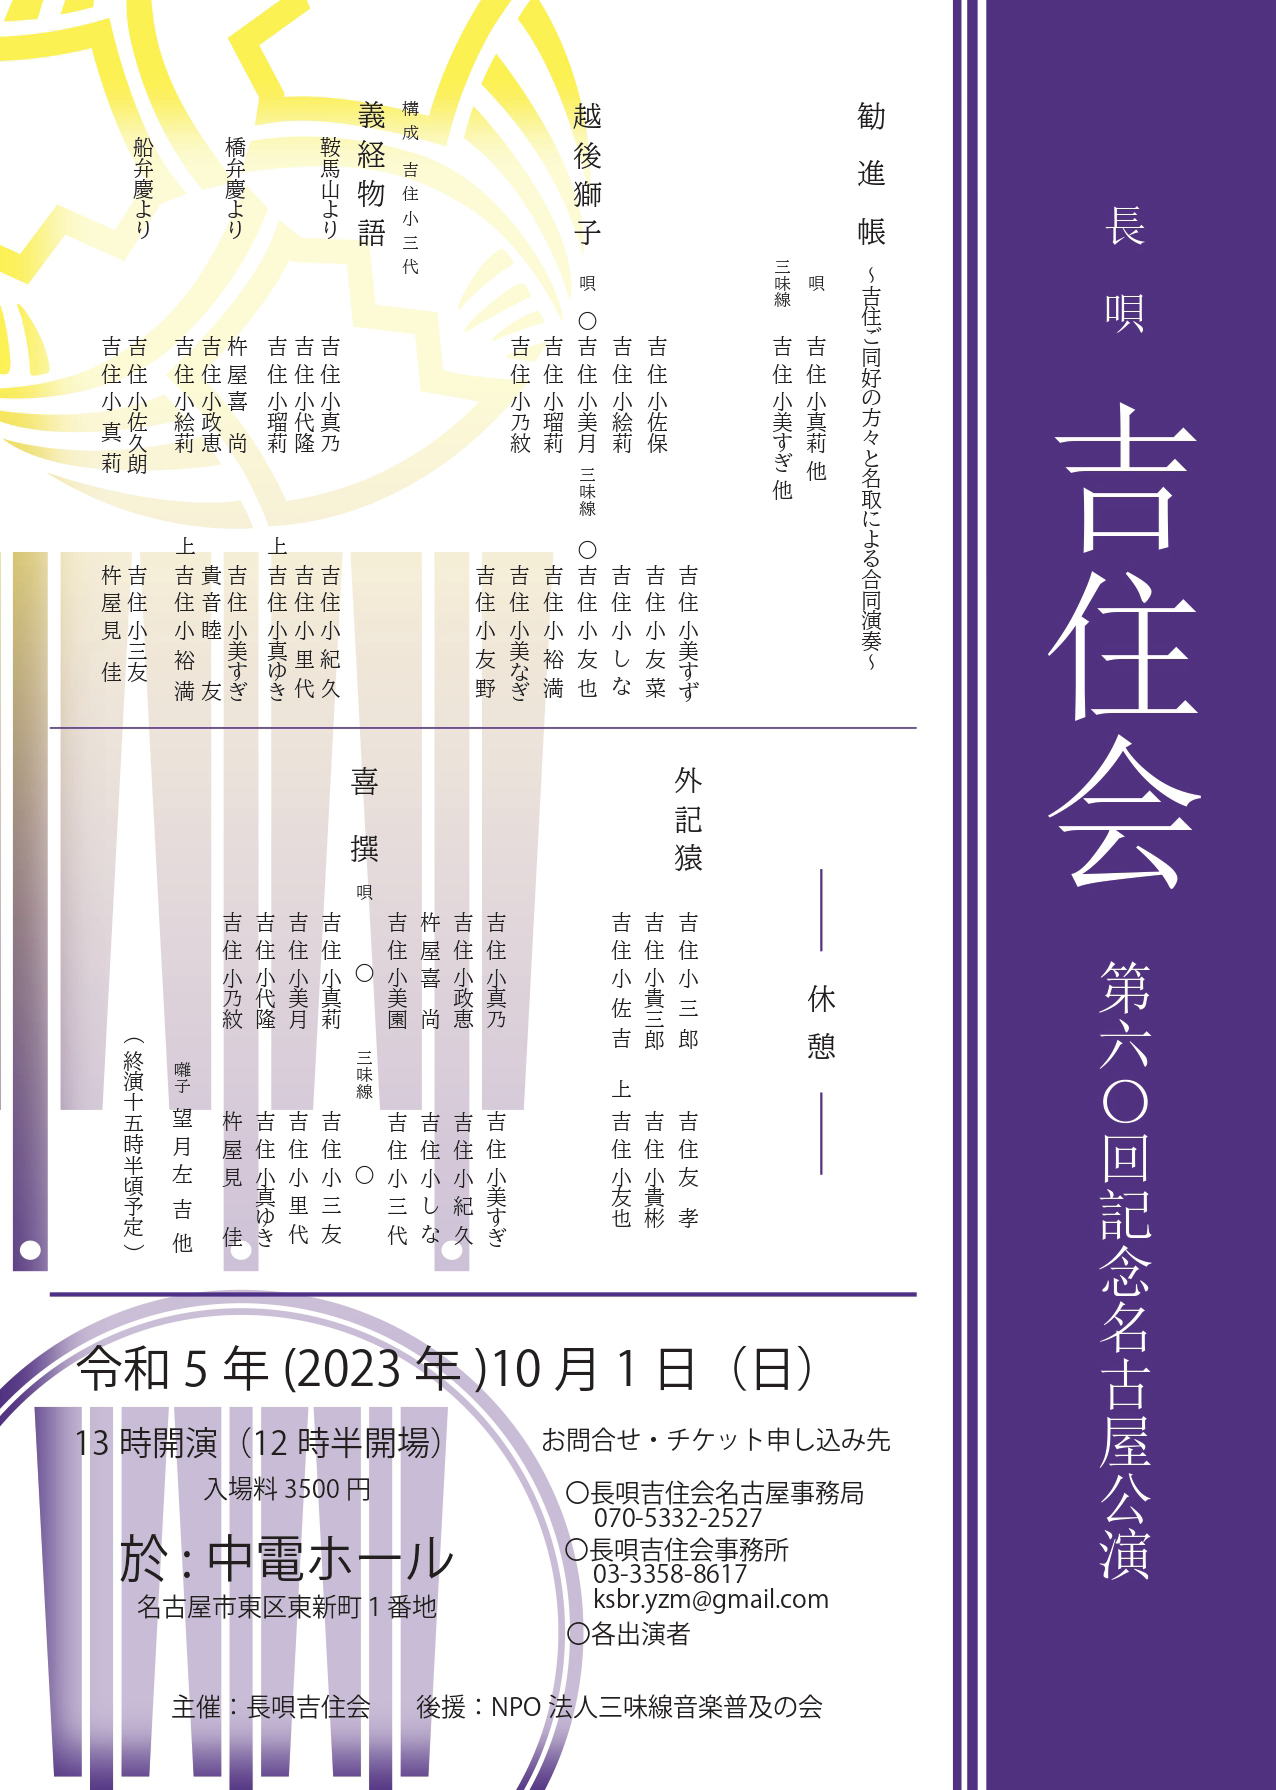 長唄
吉住会
第六〇回記念名古屋公演
勧進帳 ～吉住ご同好の方々と名取による合同演奏～
唄 吉住小真莉 他
三味線 吉住小美すぎ 他
越後獅子
唄
吉住小佐保
吉住小絵莉
〇吉住小美月
吉住小瑠莉
吉住小乃紋
三味線
吉住小美すず
吉住小友菜
吉住小しな
〇吉住小友也
吉住小裕満
吉住小美なぎ
吉住小友野
構成 吉住小三代
義経物語
鞍馬山より
吉住小真乃
吉住小代隆
吉住小瑠莉
吉住小紀久
吉住小里代
上 吉住小真ゆき
橋弁慶より
杵屋喜尚
吉住小政恵
吉住小絵莉
吉住小美すぎ
貴音睦友
上 吉住小裕満
船弁慶より
吉住小佐久朗
吉住小真莉
吉住小三友
杵屋見佳
休憩
外記猿
吉住小三郎
吉住小貴三郎
吉住小佐吉
吉住友孝
吉住小貴彬
上 吉住小友也
喜撰
唄
吉住小真乃
吉住小政恵
杵屋喜尚
吉住小美園
〇
吉住小真莉
吉住小美月
吉住小代隆
吉住小乃紋
三味線
吉住小美すぎ
吉住小紀久
吉住小しな
吉住小三代
〇
吉住小三友
吉住小里代
吉住小真ゆき
杵屋見佳
囃子 望月左吉 他
（終演十五時半頃予定）
令和5年(2023年)10月1日（日）
13時開演（12時半開場）
入場料3500円
於:中電ホール
名古屋市東区東新町1番地
お問合せ・チケット申し込み先
〇長唄吉住会名古屋事務局
070-5332-2527
〇長唄吉住会事務所
03-3358-8617
ksbr.yzm@gmail.com
〇各出演者
主催：長唄吉住会 後援：NPO法人三味線音楽普及の会